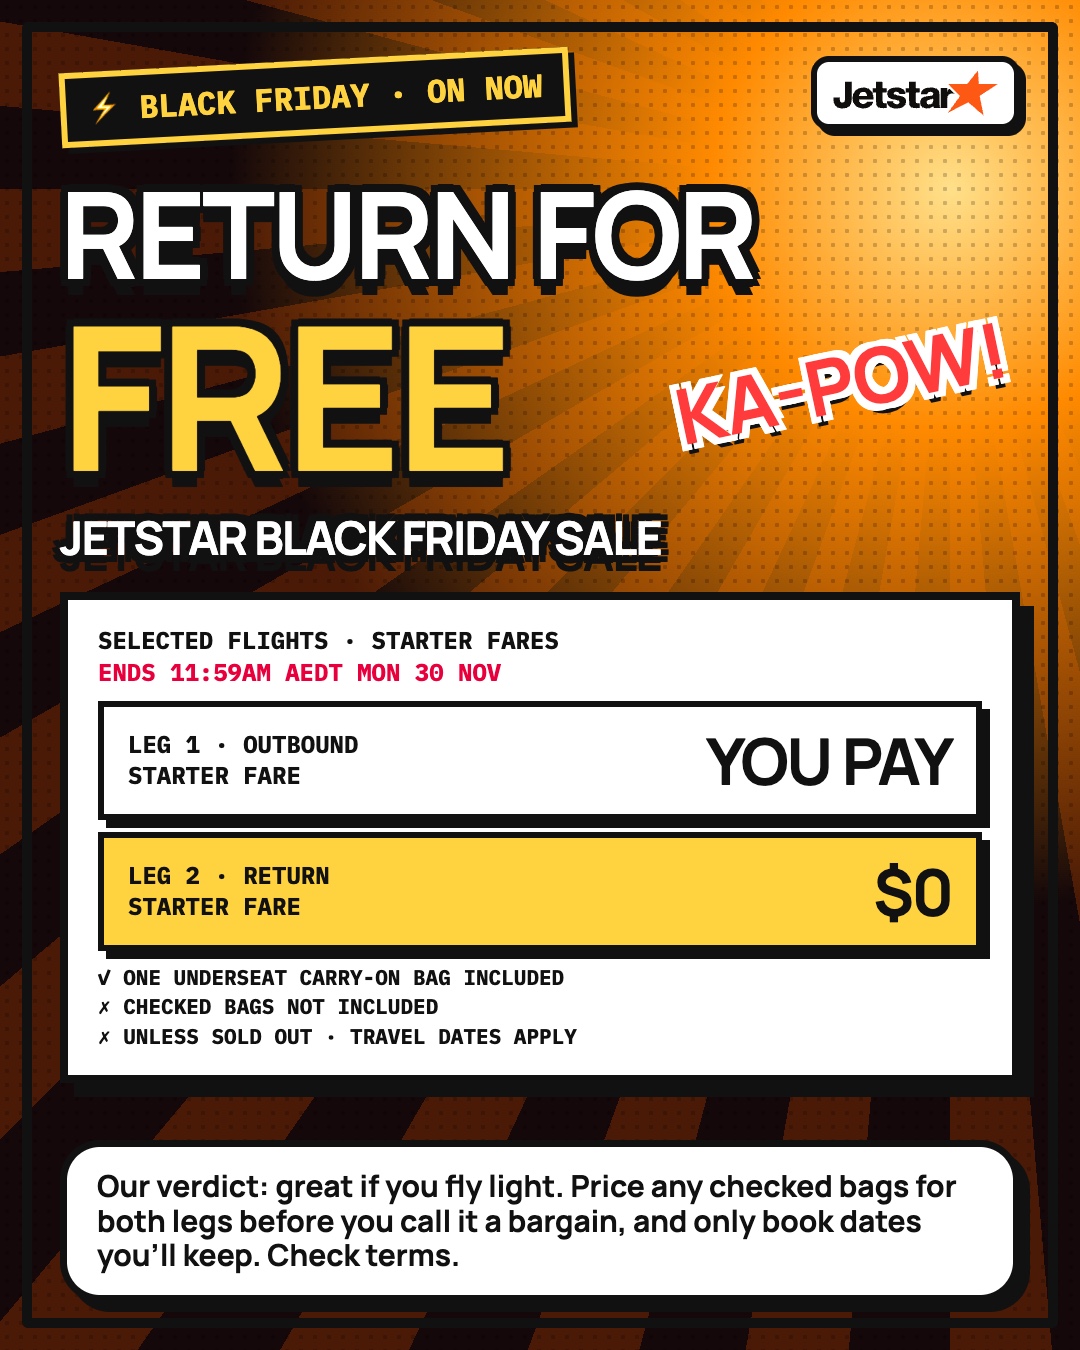 ⚡ BLACK FRIDAY · ON NOW
Jetstar
RETURN FOR
FREE
KA-POW!
JETSTAR BLACK FRIDAY SALE
SELECTED FLIGHTS · STARTER FARES
ENDS 11:59AM AEDT MON 30 NOV
LEG 1 · OUTBOUND
STARTER FARE
YOU PAY
LEG 2 · RETURN
STARTER FARE
$0
✓ ONE UNDERSEAT CARRY-ON BAG INCLUDED
✗ CHECKED BAGS NOT INCLUDED
✗ UNLESS SOLD OUT · TRAVEL DATES APPLY
Our verdict: great if you fly light. Price any checked bags for
both legs before you call it a bargain, and only book dates
you’ll keep. Check terms.